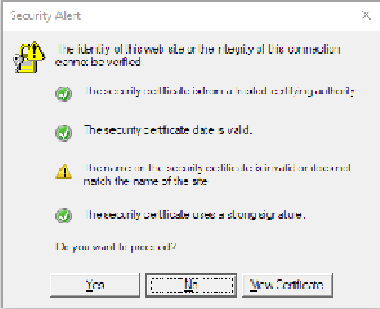 Security Alert
The identity of this web site or the integrity of this connection
cannot be verified
The security certificate is from a trusted certifying authority
The security certificate date is valid.
The name on the security certificate is invalid or does not
match the name of the site
The security certificate uses a strong signature.
Do you want to proceed?
Yes
No
View Certificate